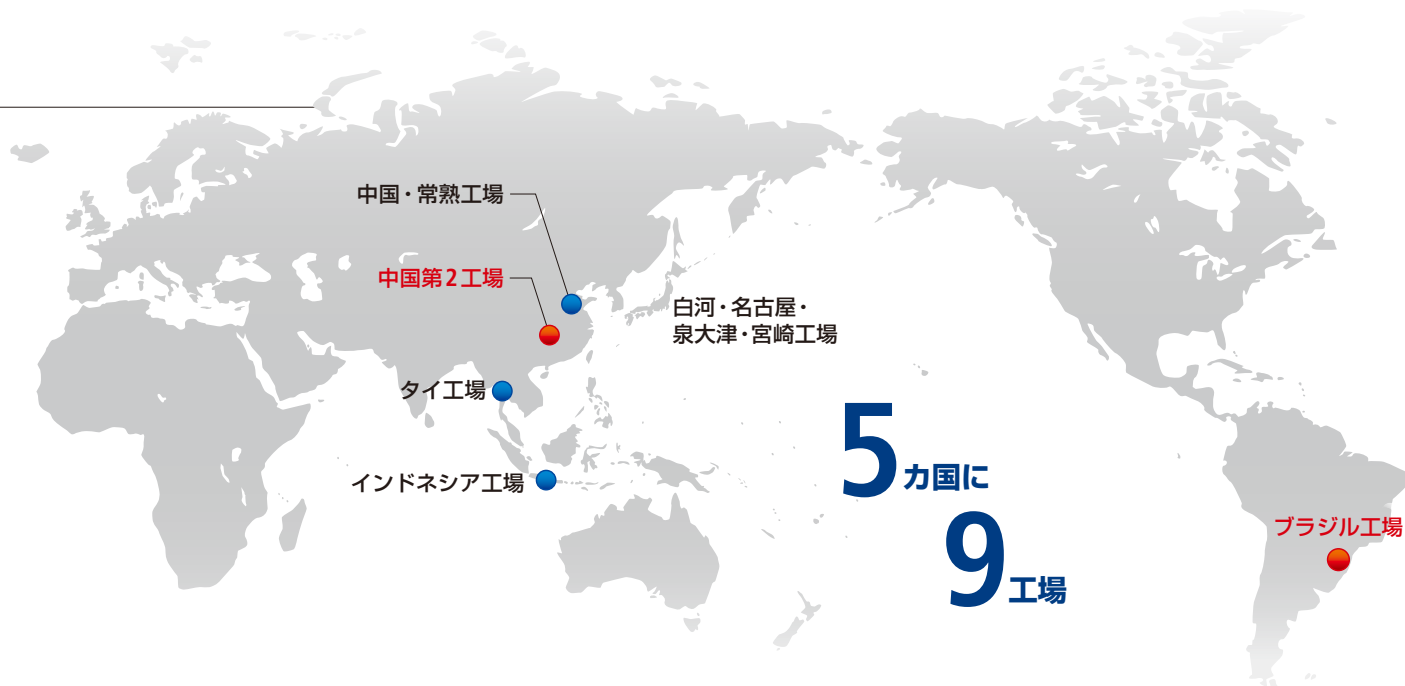 中国・常熟工場
中国第2工場
白河・名古屋・
泉大津・宮崎工場
タイ工場
インドネシア工場
5カ国に
9工場
ブラジル工場